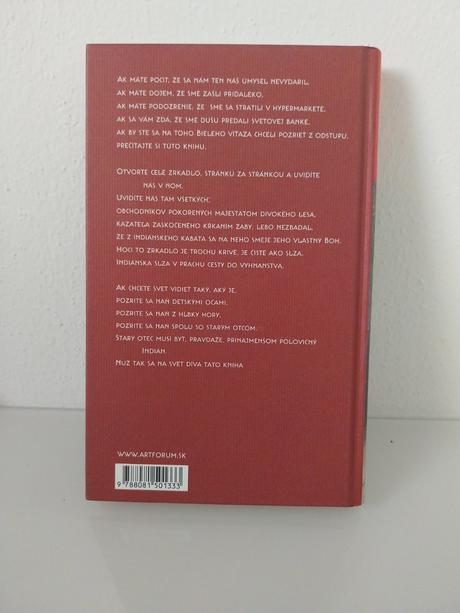 AK MÁTE POCIT, ŽE SA NÁM TEN NÁŠ ÚMYSEL NEVYDARIL,
AK MÁTE DOJEM, ŽE SME ZAŠLI PRIĎALEKO,
AK MÁTE PODOZRENIE, ŽE SME SA STRATILI V HYPERMARKETE,
AK SA VÁM ZDÁ, ŽE SME DUŠU PREDALI SVETOVEJ BANKE,
AK BY STE SA NA TOHO BIELEHO VÍŤAZA CHCELI POZRIEŤ Z ODSTUPU,
PREČÍTAJTE SI TÚTO KNIHU.
OTVORTE CELÉ ZRKADLO, STRÁNKU ZA STRÁNKOU A UVIDÍTE
NÁS V ŇOM.
UVIDÍTE NÁS TAM VŠETKÝCH:
OBCHODNÍKOV POKORENÝCH MAJESTÁTOM DIVOKÉHO LESA,
KAZATEĽA ZASKOČENÉHO KŔKANÍM ŽABY, LEBO NEZBADAL,
ŽE Z INDIÁNSKEHO KABÁTA SA NA NEHO SMEJE JEHO VLASTNÝ BOH.
HOCI TO ZRKADLO JE TROCHU KRIVÉ, JE ČISTÉ AKO SLZA.
INDIÁNSKA SLZA V PRACHU CESTY DO VYHNANSTVA.
AK CHCETE SVET VIDIEŤ TAKÝ, AKÝ JE,
POZRITE SA NAŇ DETSKÝMI OČAMI,
POZRITE SA NAŇ Z HĹBKY HORY,
POZRITE SA NAŇ SPOLU SO STARÝM OTCOM.
STARÝ OTEC MUSÍ BYŤ, PRAVDAŽE, PRINAJMENŠOM POLOVIČNÝ
INDIÁN.
NUŽ TAK SA NA SVET DÍVA TÁTO KNIHA
WWW.ARTFORUM.SK
9 788081 501333